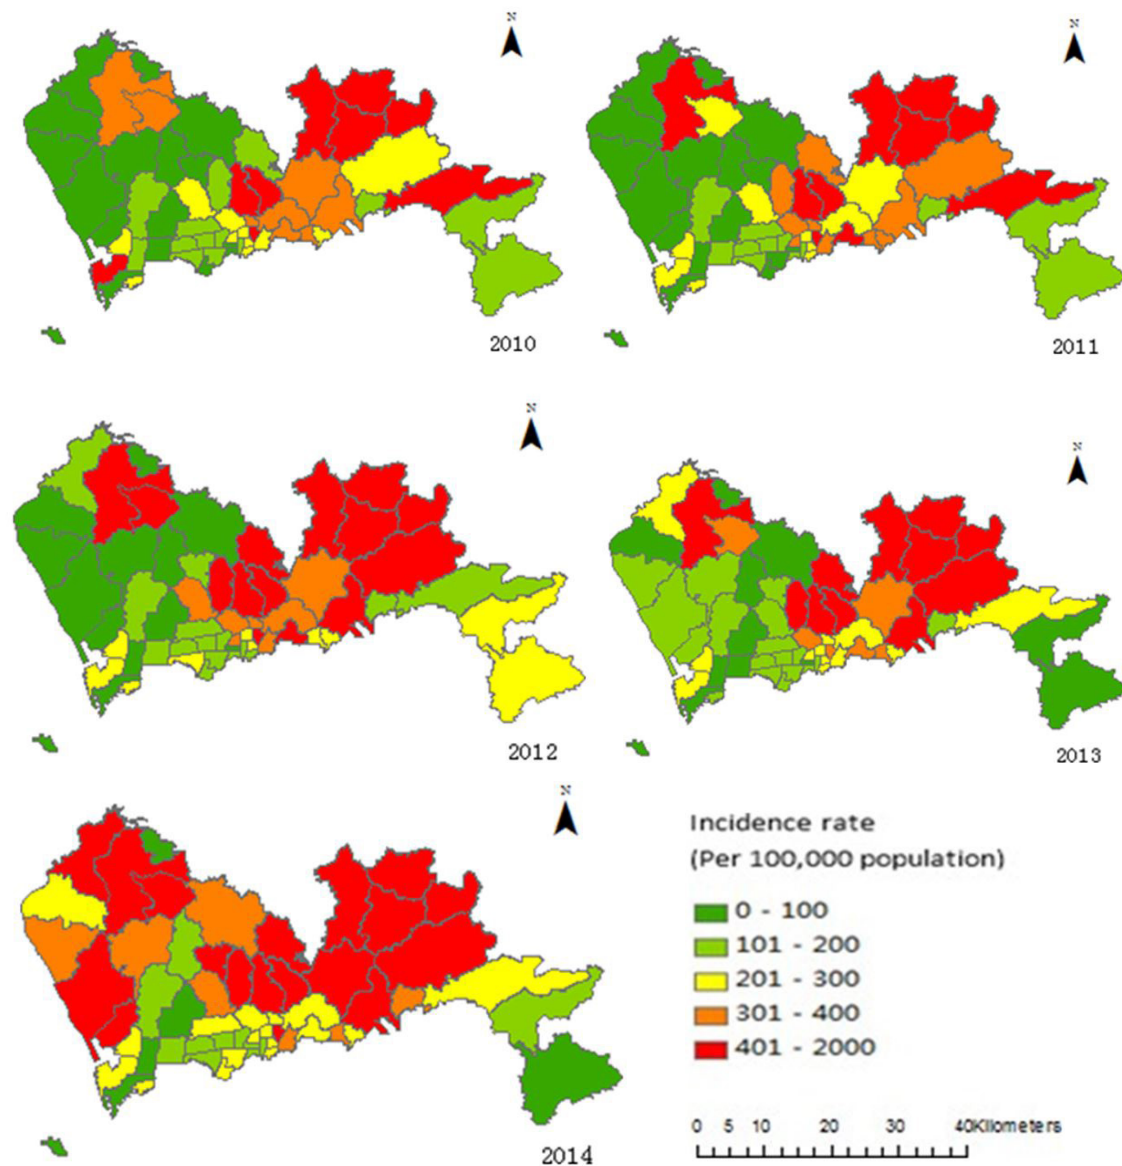 N
N
2010
2011
N
N
2012
2013
N
2014
Incidence rate
(Per 100,000 population)
0 - 100
101 - 200
201 - 300
301 - 400
401 - 2000
0 5 10 20 30 40Kilometers